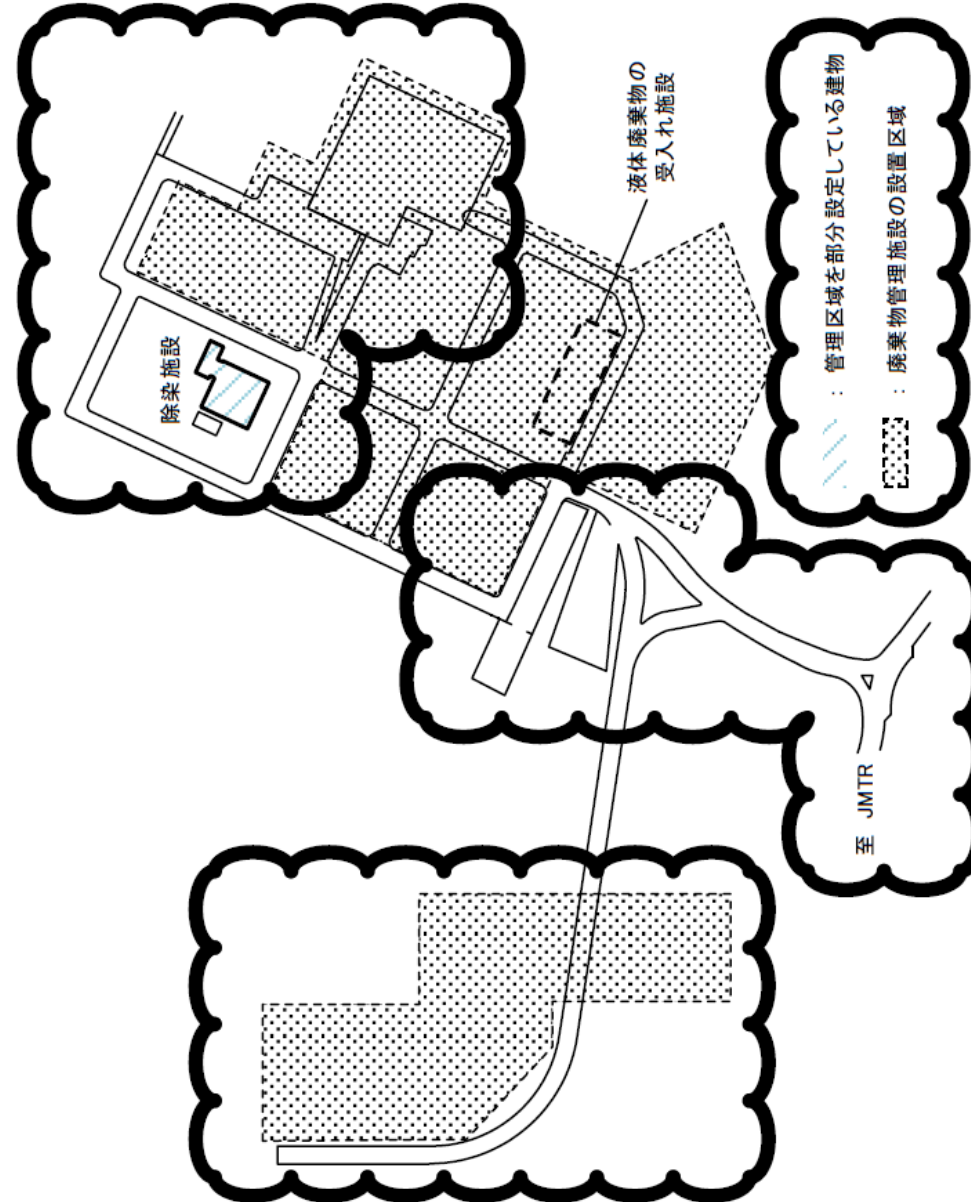 除染施設
液体廃棄物の
受入れ施設
至 JMTR
： 管理区域を部分設定している建物
： 廃棄物管理施設の設置区域